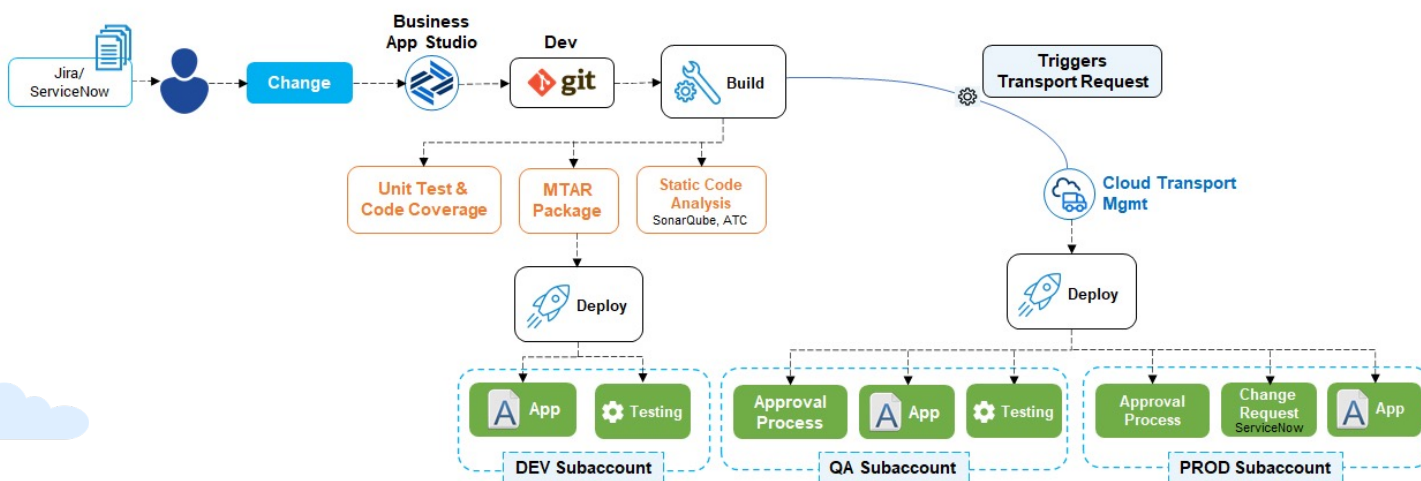 Jira/
ServiceNow
Change
Business
App Studio
Dev
git
Build
Triggers
Transport Request
Unit Test &
Code Coverage
MTAR
Package
Static Code
Analysis
SonarQube, ATC
Cloud Transport
Mgmt
Deploy
Deploy
A App
Testing
DEV Subaccount
Approval
Process
A App
Testing
QA Subaccount
Approval
Process
Change
Request
ServiceNow
A App
PROD Subaccount